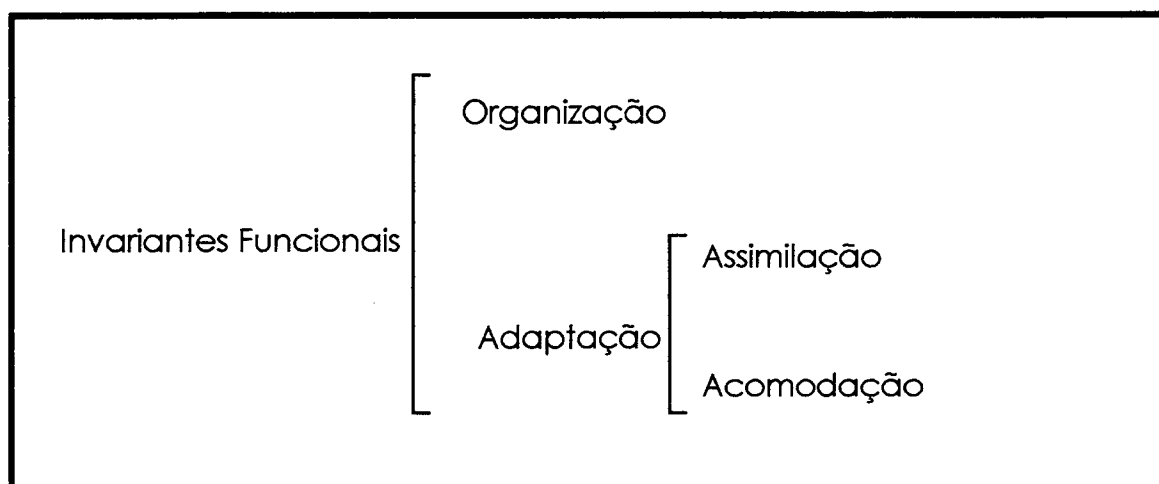 Organização
Invariantes Funcionais
Assimilação
Adaptação
Acomodação